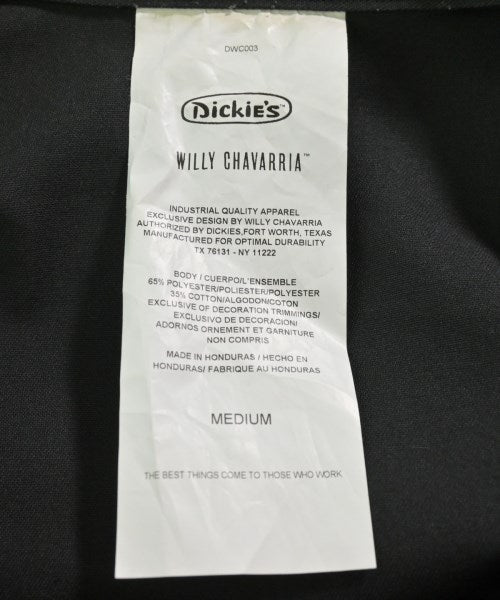 DWC003
Dickie's™
WILLY CHAVARRIA™
INDUSTRIAL QUALITY APPAREL
EXCLUSIVE DESIGN BY WILLY CHAVARRIA
AUTHORIZED BY DICKIES,FORT WORTH, TEXAS
MANUFACTURED FOR OPTIMAL DURABILITY
TX 76131 - NY 11222
BODY / CUERPO/L'ENSEMBLE
65% POLYESTER/POLIESTER/POLYESTER
35% COTTON/ALGODON/COTON
EXCLUSIVE OF DECORATION TRIMMINGS/
EXCLUSIVO DE DECORACION/
ADORNOS ORNEMENT ET GARNITURE
NON COMPRIS
MADE IN HONDURAS / HECHO EN
HONDURAS/ FABRIQUE AU HONDURAS
MEDIUM
THE BEST THINGS COME TO THOSE WHO WORK